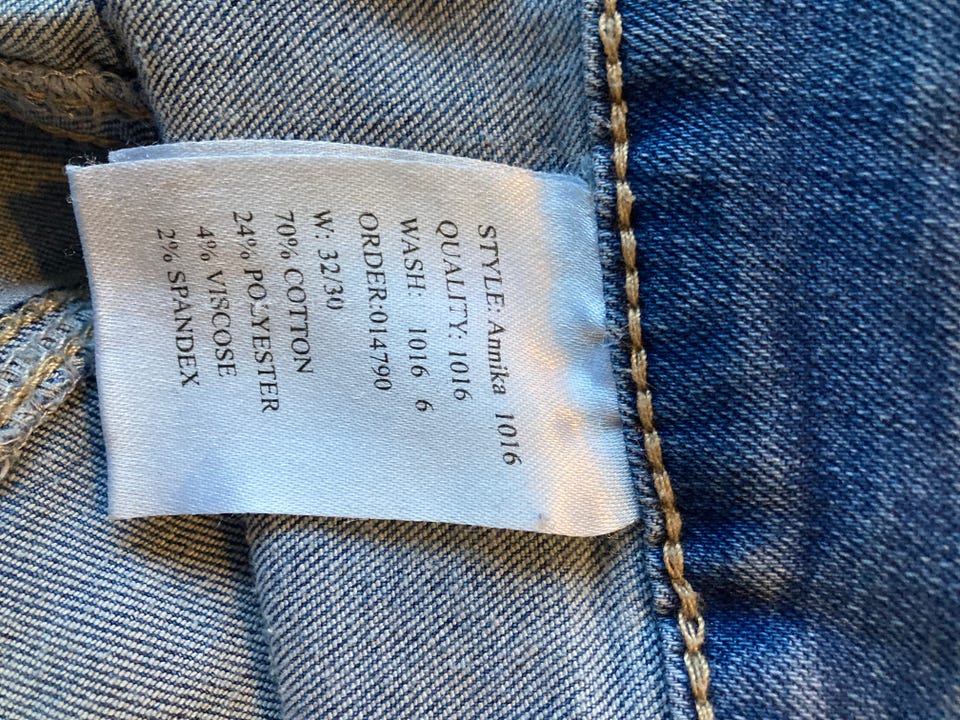 STYLE: Annika 1016
QUALITY: 1016
WASH: 1016 6
ORDER:014790
W: 32/30
70% COTTON
24% POLYESTER
4% VISCOSE
2% SPANDEX